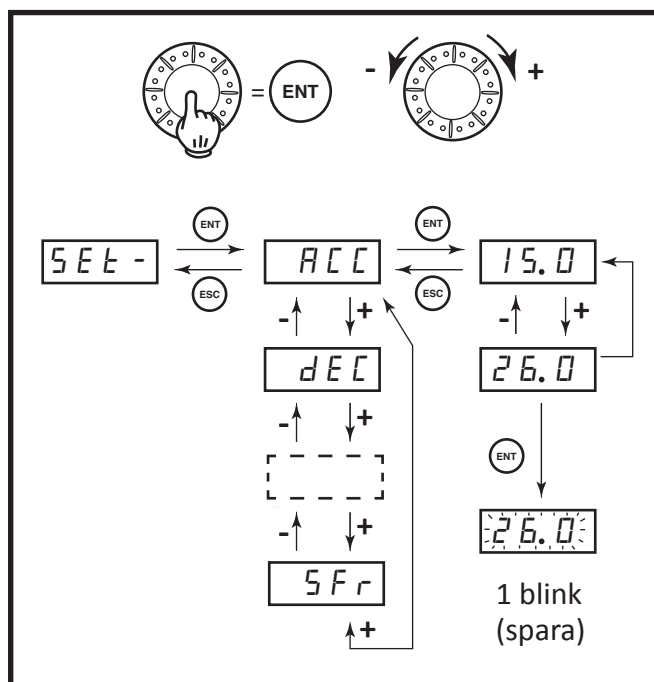 = ENT
- +
ENT ENT
SEt - ACC 15.0
ESC ESC
- + - +
dEC 26.0
- +
ENT
- + 26.0
SFr 1 blink
+ (spara)